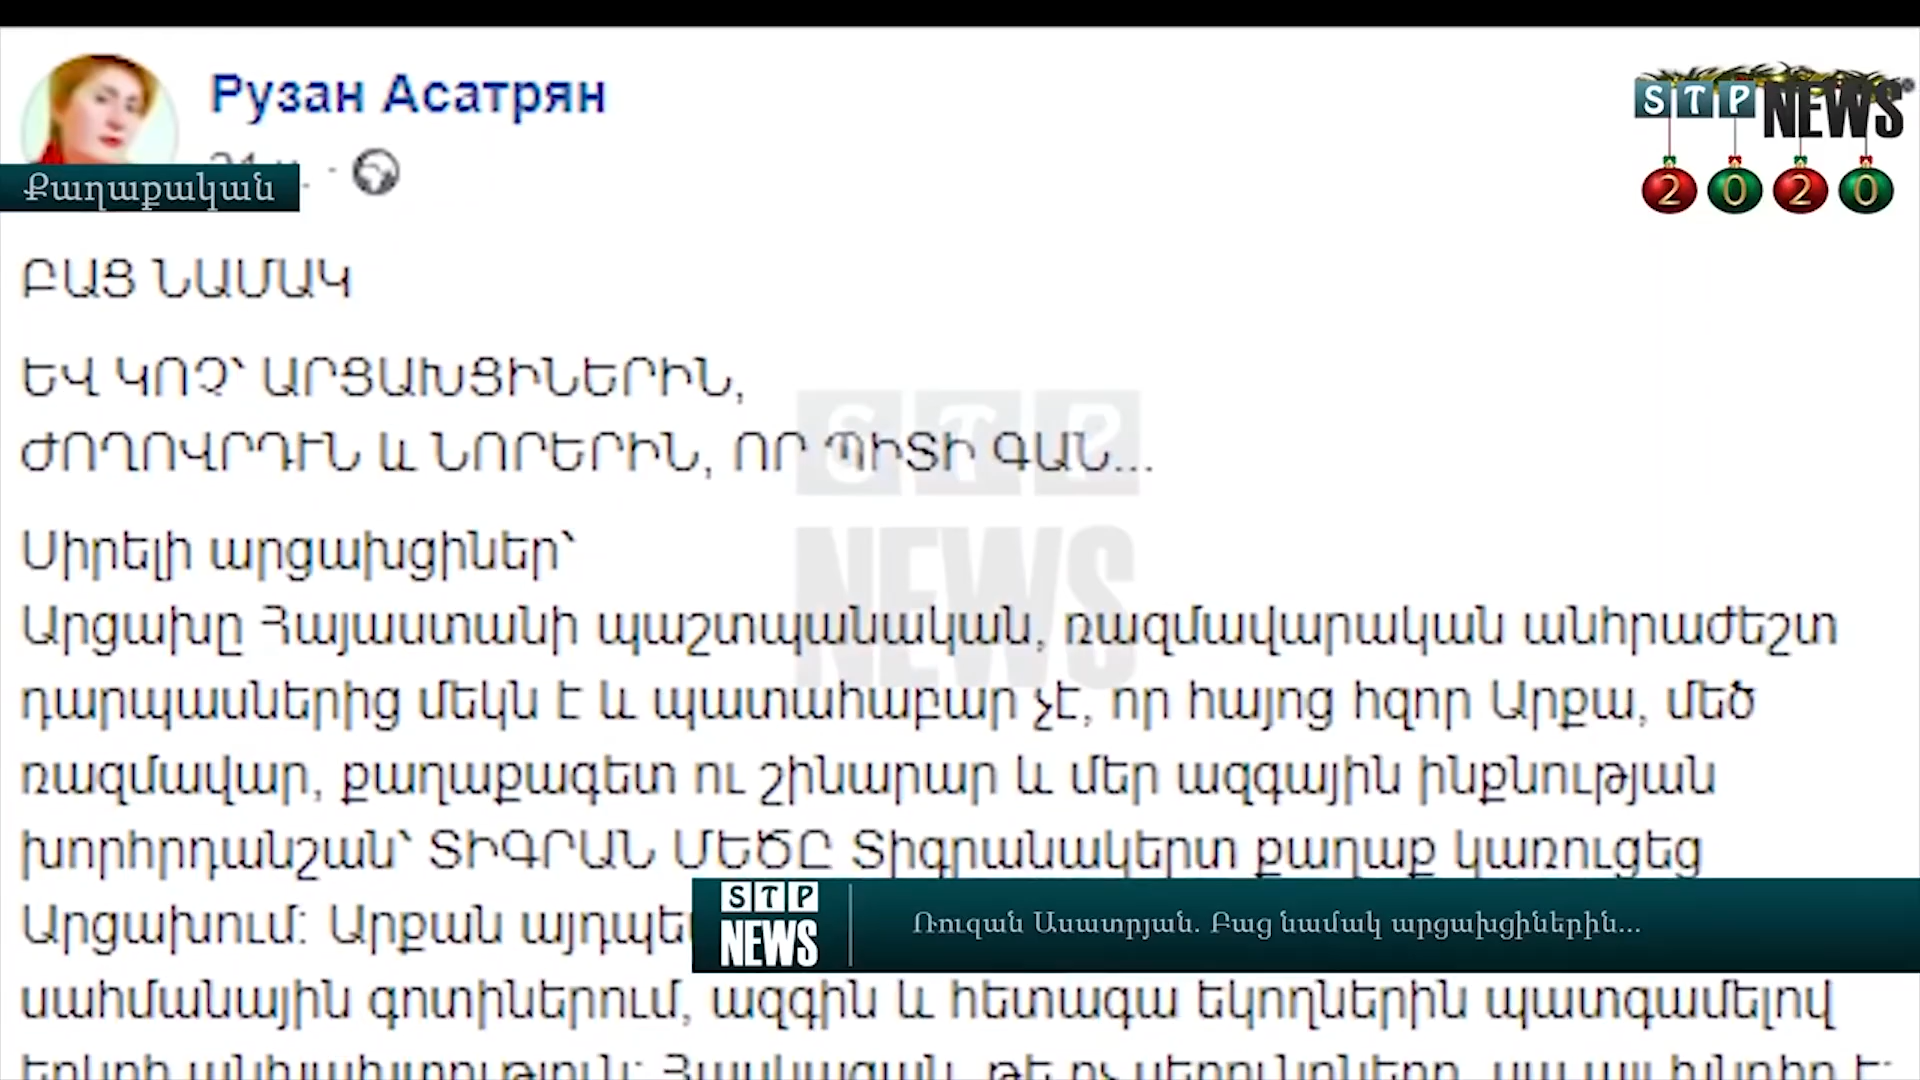 Рузан Асатрян
STP NEWS
2020
Քաղաքական
ԲԱՑ ՆԱՄԱԿ
ԵՎ ԿՈՉ՝ ԱՐՑԱԽՑԻՆԵՐԻՆ,
ԺՈՂՈՎՐԴԻՆ և ՆՈՐԵՐԻՆ, ՈՐ ՊԻՏԻ ԳԱՆ...
STP
NEWS
Սիրելի արցախցիներ՝
Արցախը Հայաստանի պաշտպանական, ռազմավարական անհրաժեշտ
դարպասներից մեկն է և պատահաբար չէ, որ հայոց հզոր Արքա, մեծ
ռազմավար, քաղաքագետ ու շինարար և մեր ազգային ինքնության
խորհրդանշան՝ ՏԻԳՐԱՆ ՄԵԾԸ Տիգրանակերտ քաղաք կառուցեց
Արցախում: Արքան
STP
NEWS
Ռուզան Ասատրյան. Բաց նամակ արցախցիներին...
սահմանային գոտիներում, ազգին և հետագա եկողներին պատգամելով